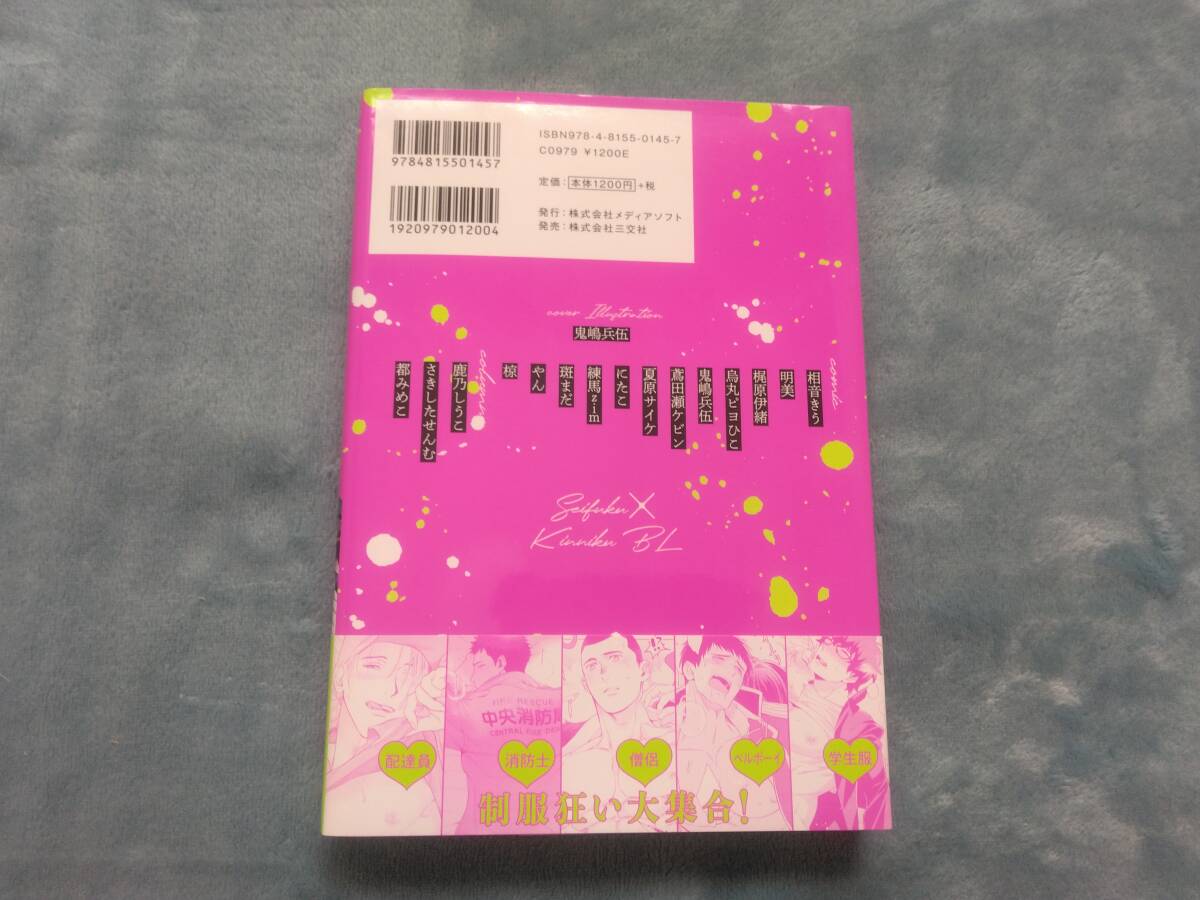 ISBN978-4-8155-0145-7
C0979 ¥1200E
9784815501457
定価：本体1200円+税
1920979012004
発行：株式会社メディアソフト
発売：株式会社三交社
cover Illustration
鬼嶋兵伍
comic
相音きう
明美
梶原伊緒
烏丸ピヨひこ
鬼嶋兵伍
鳶田瀬ケビン
夏原サイケ
にたこ
練馬zim
斑まだ
やん
椋
column
鹿乃しうこ
さきしたせんむ
都みめこ
Seifuku×
Kinniku BL
FIRE RESCUE
中央消防
CENTRAL FIRE
!?
配達員
消防士
僧侶
ベルボーイ
学生服
制服狂い大集合！